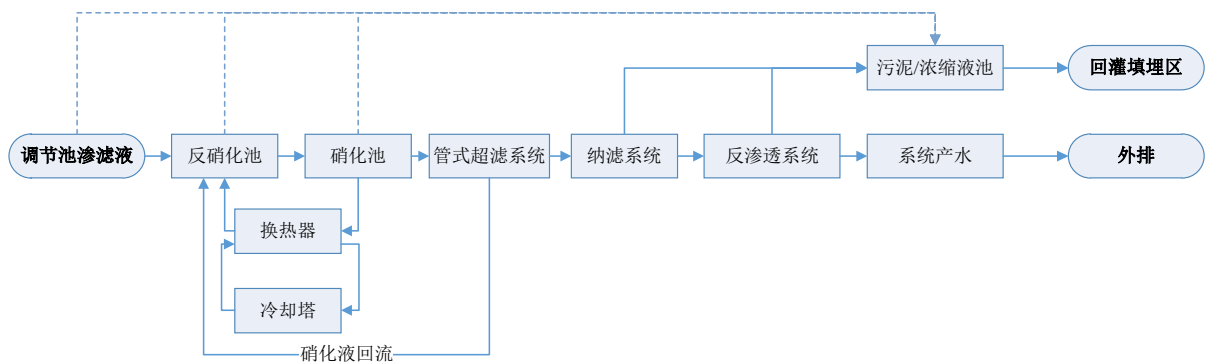 污泥/浓缩液池
回灌填埋区
调节池渗滤液
反硝化池
硝化池
管式超滤系统
纳滤系统
反渗透系统
系统产水
外排
换热器
冷却塔
硝化液回流